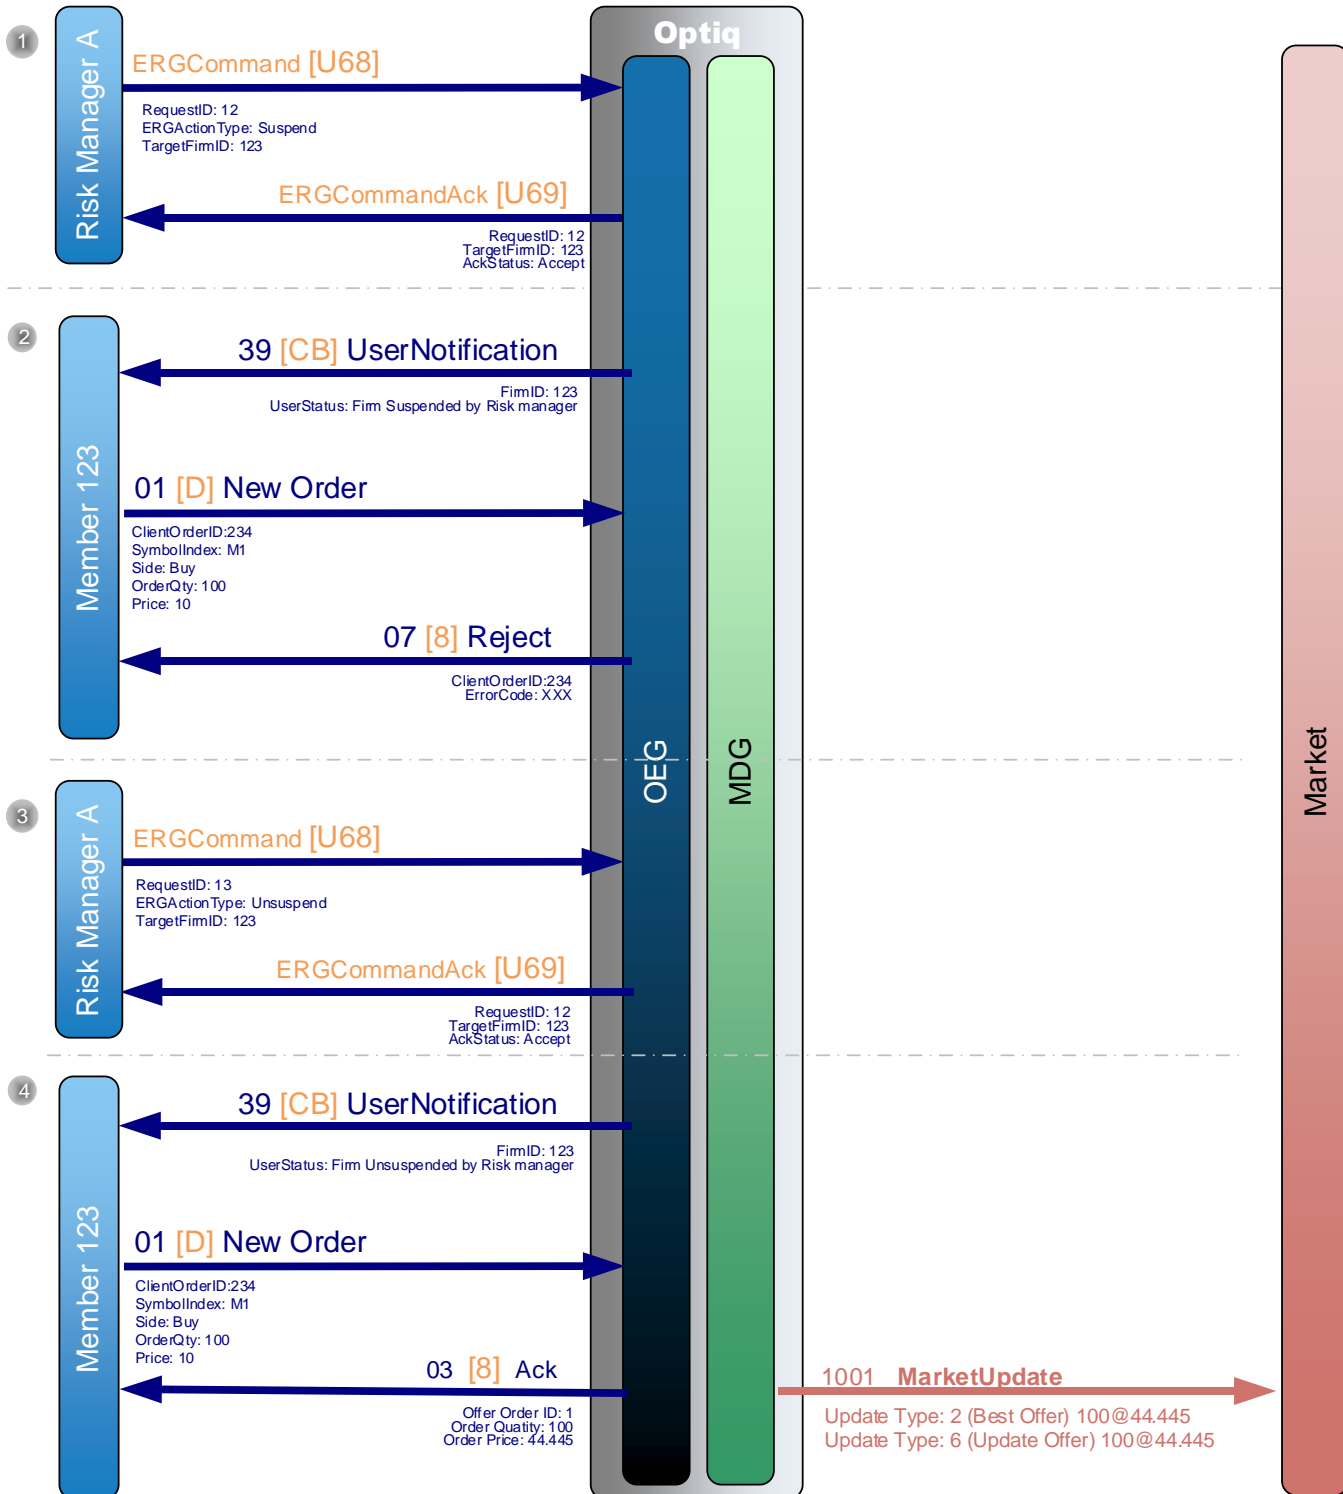 Optiq
1
Risk Manager A
ERGCommand [U68]
RequestID: 12
ERGActionType: Suspend
TargetFirmID: 123
ERGCommandAck [U69]
RequestID: 12
TargetFirmID: 123
AckStatus: Accept
2
Member 123
39 [CB] UserNotification
FirmID: 123
UserStatus: Firm Suspended by Risk manager
01 [D] New Order
ClientOrderID:234
SymbolIndex: M1
Side: Buy
OrderQty: 100
Price: 10
07 [8] Reject
ClientOrderID:234
ErrorCode: XXX
OEG
MDG
Market
3
Risk Manager A
ERGCommand [U68]
RequestID: 13
ERGActionType: Unsuspend
TargetFirmID: 123
ERGCommandAck [U69]
RequestID: 12
TargetFirmID: 123
AckStatus: Accept
4
Member 123
39 [CB] UserNotification
FirmID: 123
UserStatus: Firm Unsuspended by Risk manager
01 [D] New Order
ClientOrderID:234
SymbolIndex: M1
Side: Buy
OrderQty: 100
Price: 10
03 [8] Ack
Offer Order ID: 1
Order Quatity: 100
Order Price: 44.445
1001 MarketUpdate
Update Type: 2 (Best Offer) 100@44.445
Update Type: 6 (Update Offer) 100@44.445